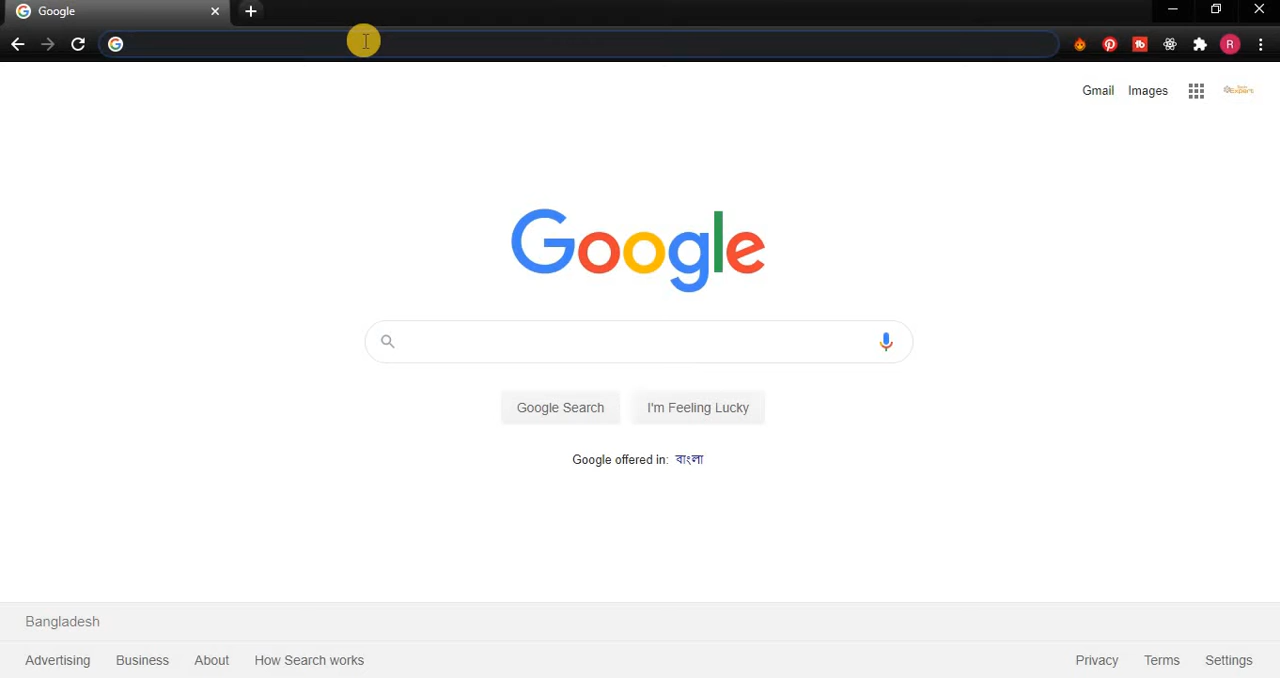 Google
Gmail Images
Google
Google Search I'm Feeling Lucky
Google offered in: বাংলা
Bangladesh
Advertising Business About How Search works Privacy Terms Settings